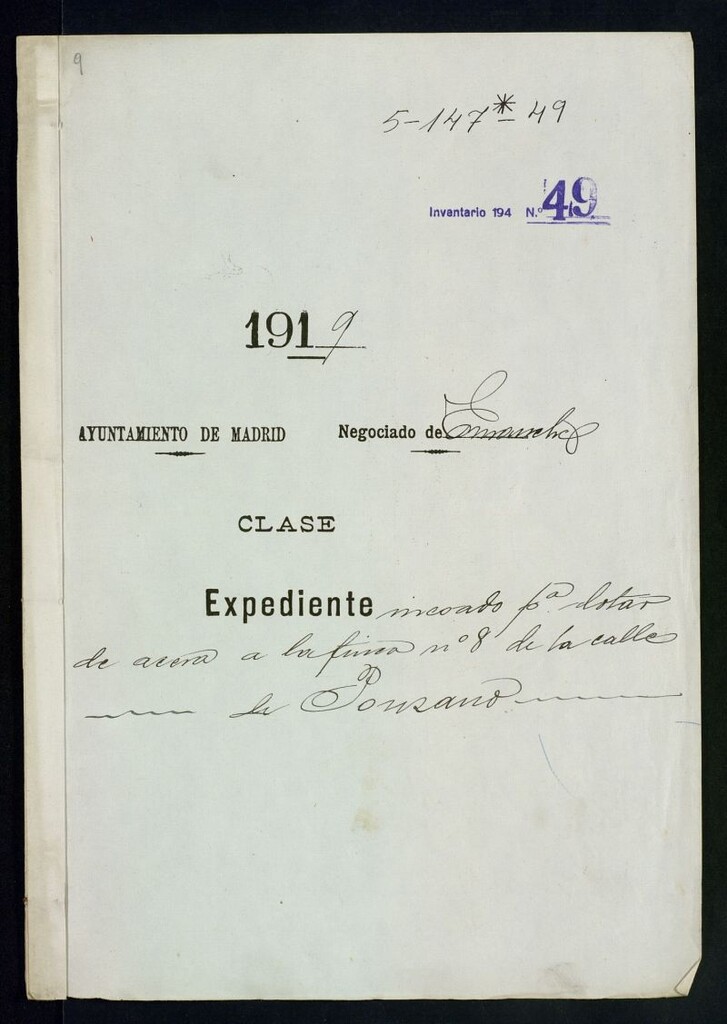 9
5-147*-49
Inventario 194 N.º 49
1919
AYUNTAMIENTO DE MADRID Negociado de Ensanche
CLASE
Expediente incoado pª dotar
de acera a la finca nº 8 de la calle
de Ponzano